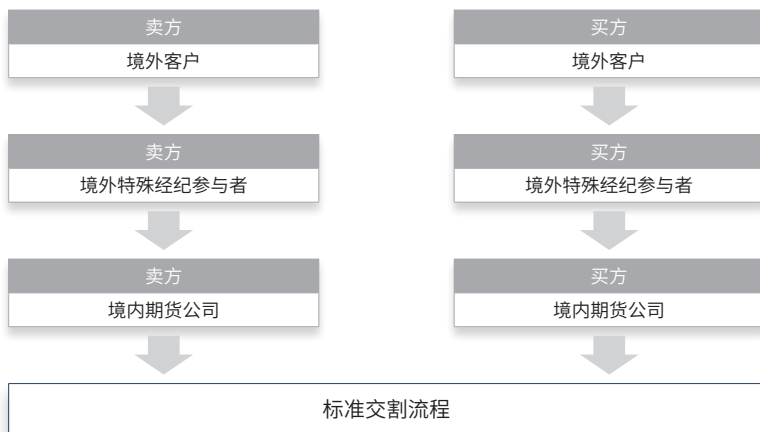 卖方
境外客户
卖方
境外特殊经纪参与者
卖方
境内期货公司
买方
境外客户
买方
境外特殊经纪参与者
买方
境内期货公司
标准交割流程